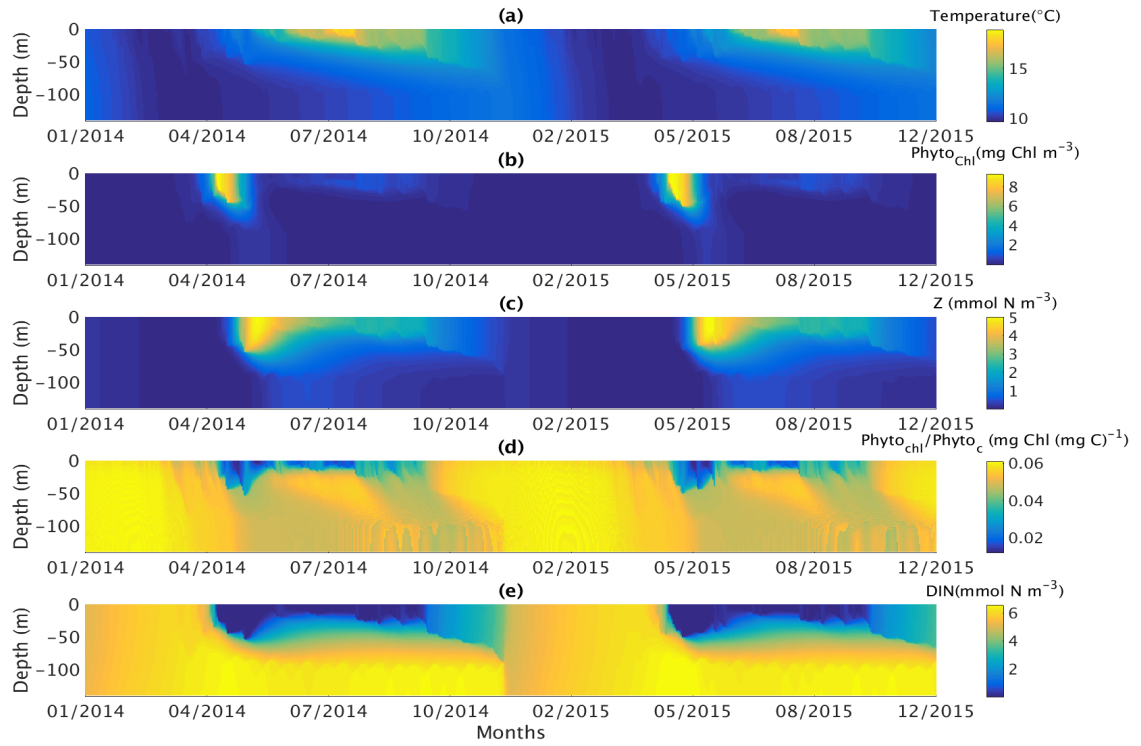 (a)
Temperature(°C)
0
-50
-100
Depth (m)
15
10
01/2014 04/2014 07/2014 10/2014 02/2015 05/2015 08/2015 12/2015
(b)
Phyto_Chl(mg Chl m⁻³)
0
-50
-100
Depth (m)
8
6
4
2
01/2014 04/2014 07/2014 10/2014 02/2015 05/2015 08/2015 12/2015
(c)
Z (mmol N m⁻³)
0
-50
-100
Depth (m)
5
4
3
2
1
01/2014 04/2014 07/2014 10/2014 02/2015 05/2015 08/2015 12/2015
(d)
Phyto_chl/Phyto_c (mg Chl (mg C)⁻¹)
0
-50
-100
Depth (m)
0.06
0.04
0.02
01/2014 04/2014 07/2014 10/2014 02/2015 05/2015 08/2015 12/2015
(e)
DIN(mmol N m⁻³)
0
-50
-100
Depth (m)
6
4
2
01/2014 04/2014 07/2014 10/2014 02/2015 05/2015 08/2015 12/2015
Months